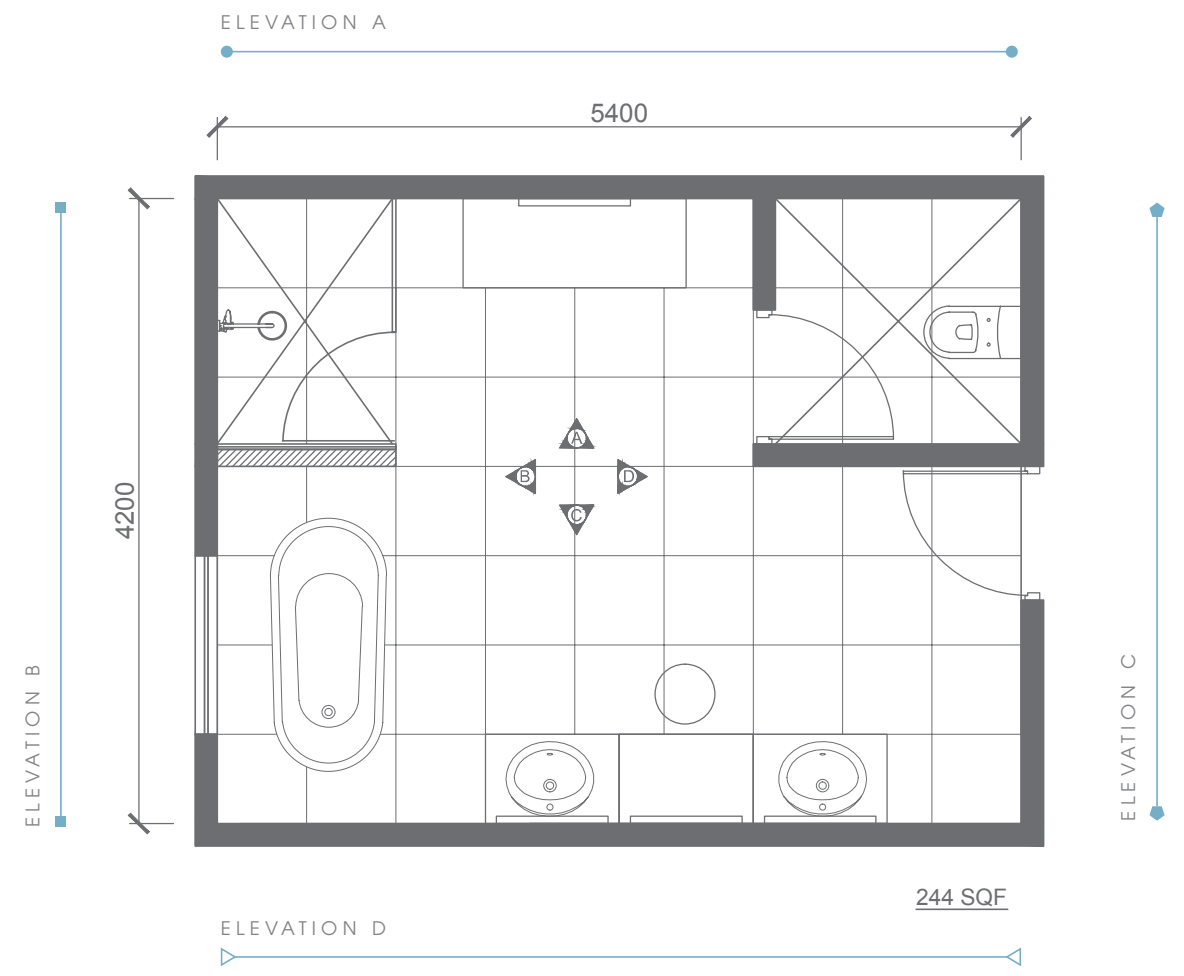 ELEVATION A
5400
4200
A
B
D
C
ELEVATION B
ELEVATION C
244 SQF
ELEVATION D